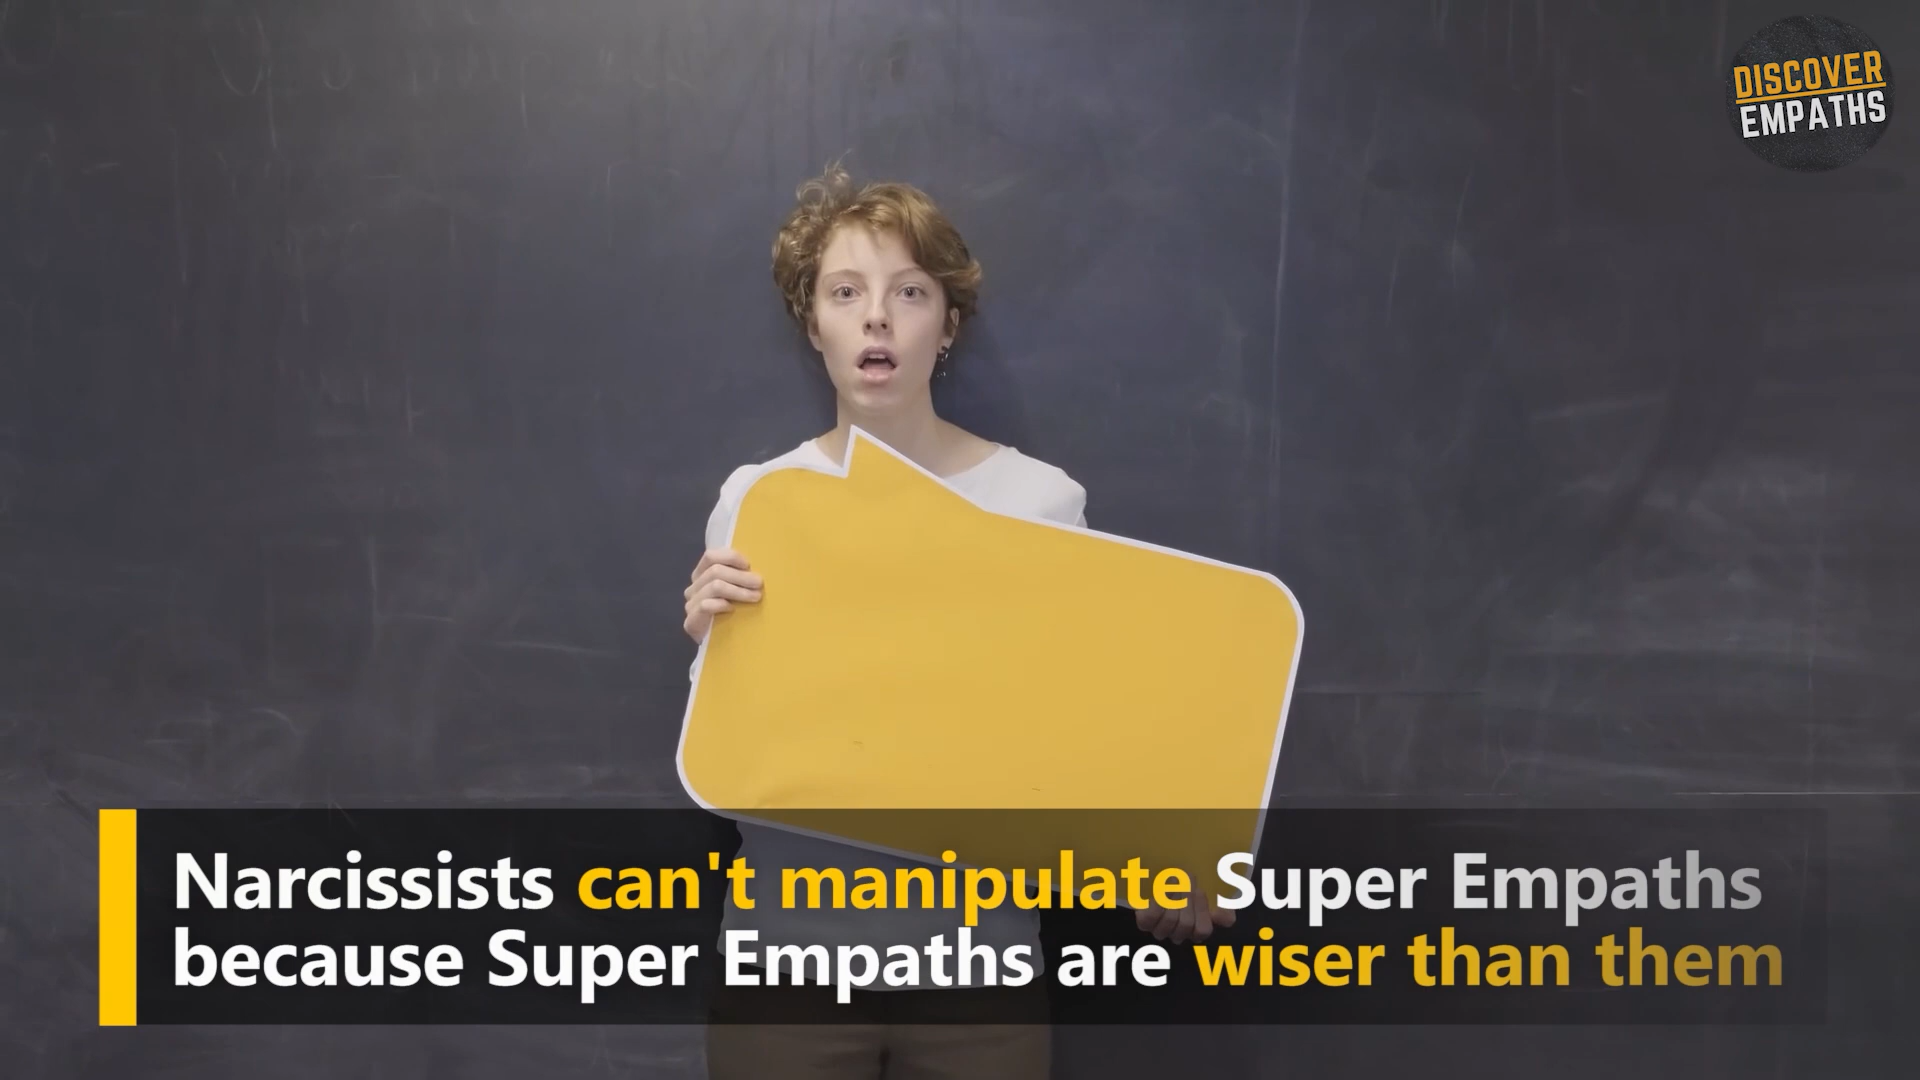 DISCOVER
EMPATHS
Narcissists can't manipulate Super Empaths
because Super Empaths are wiser than them